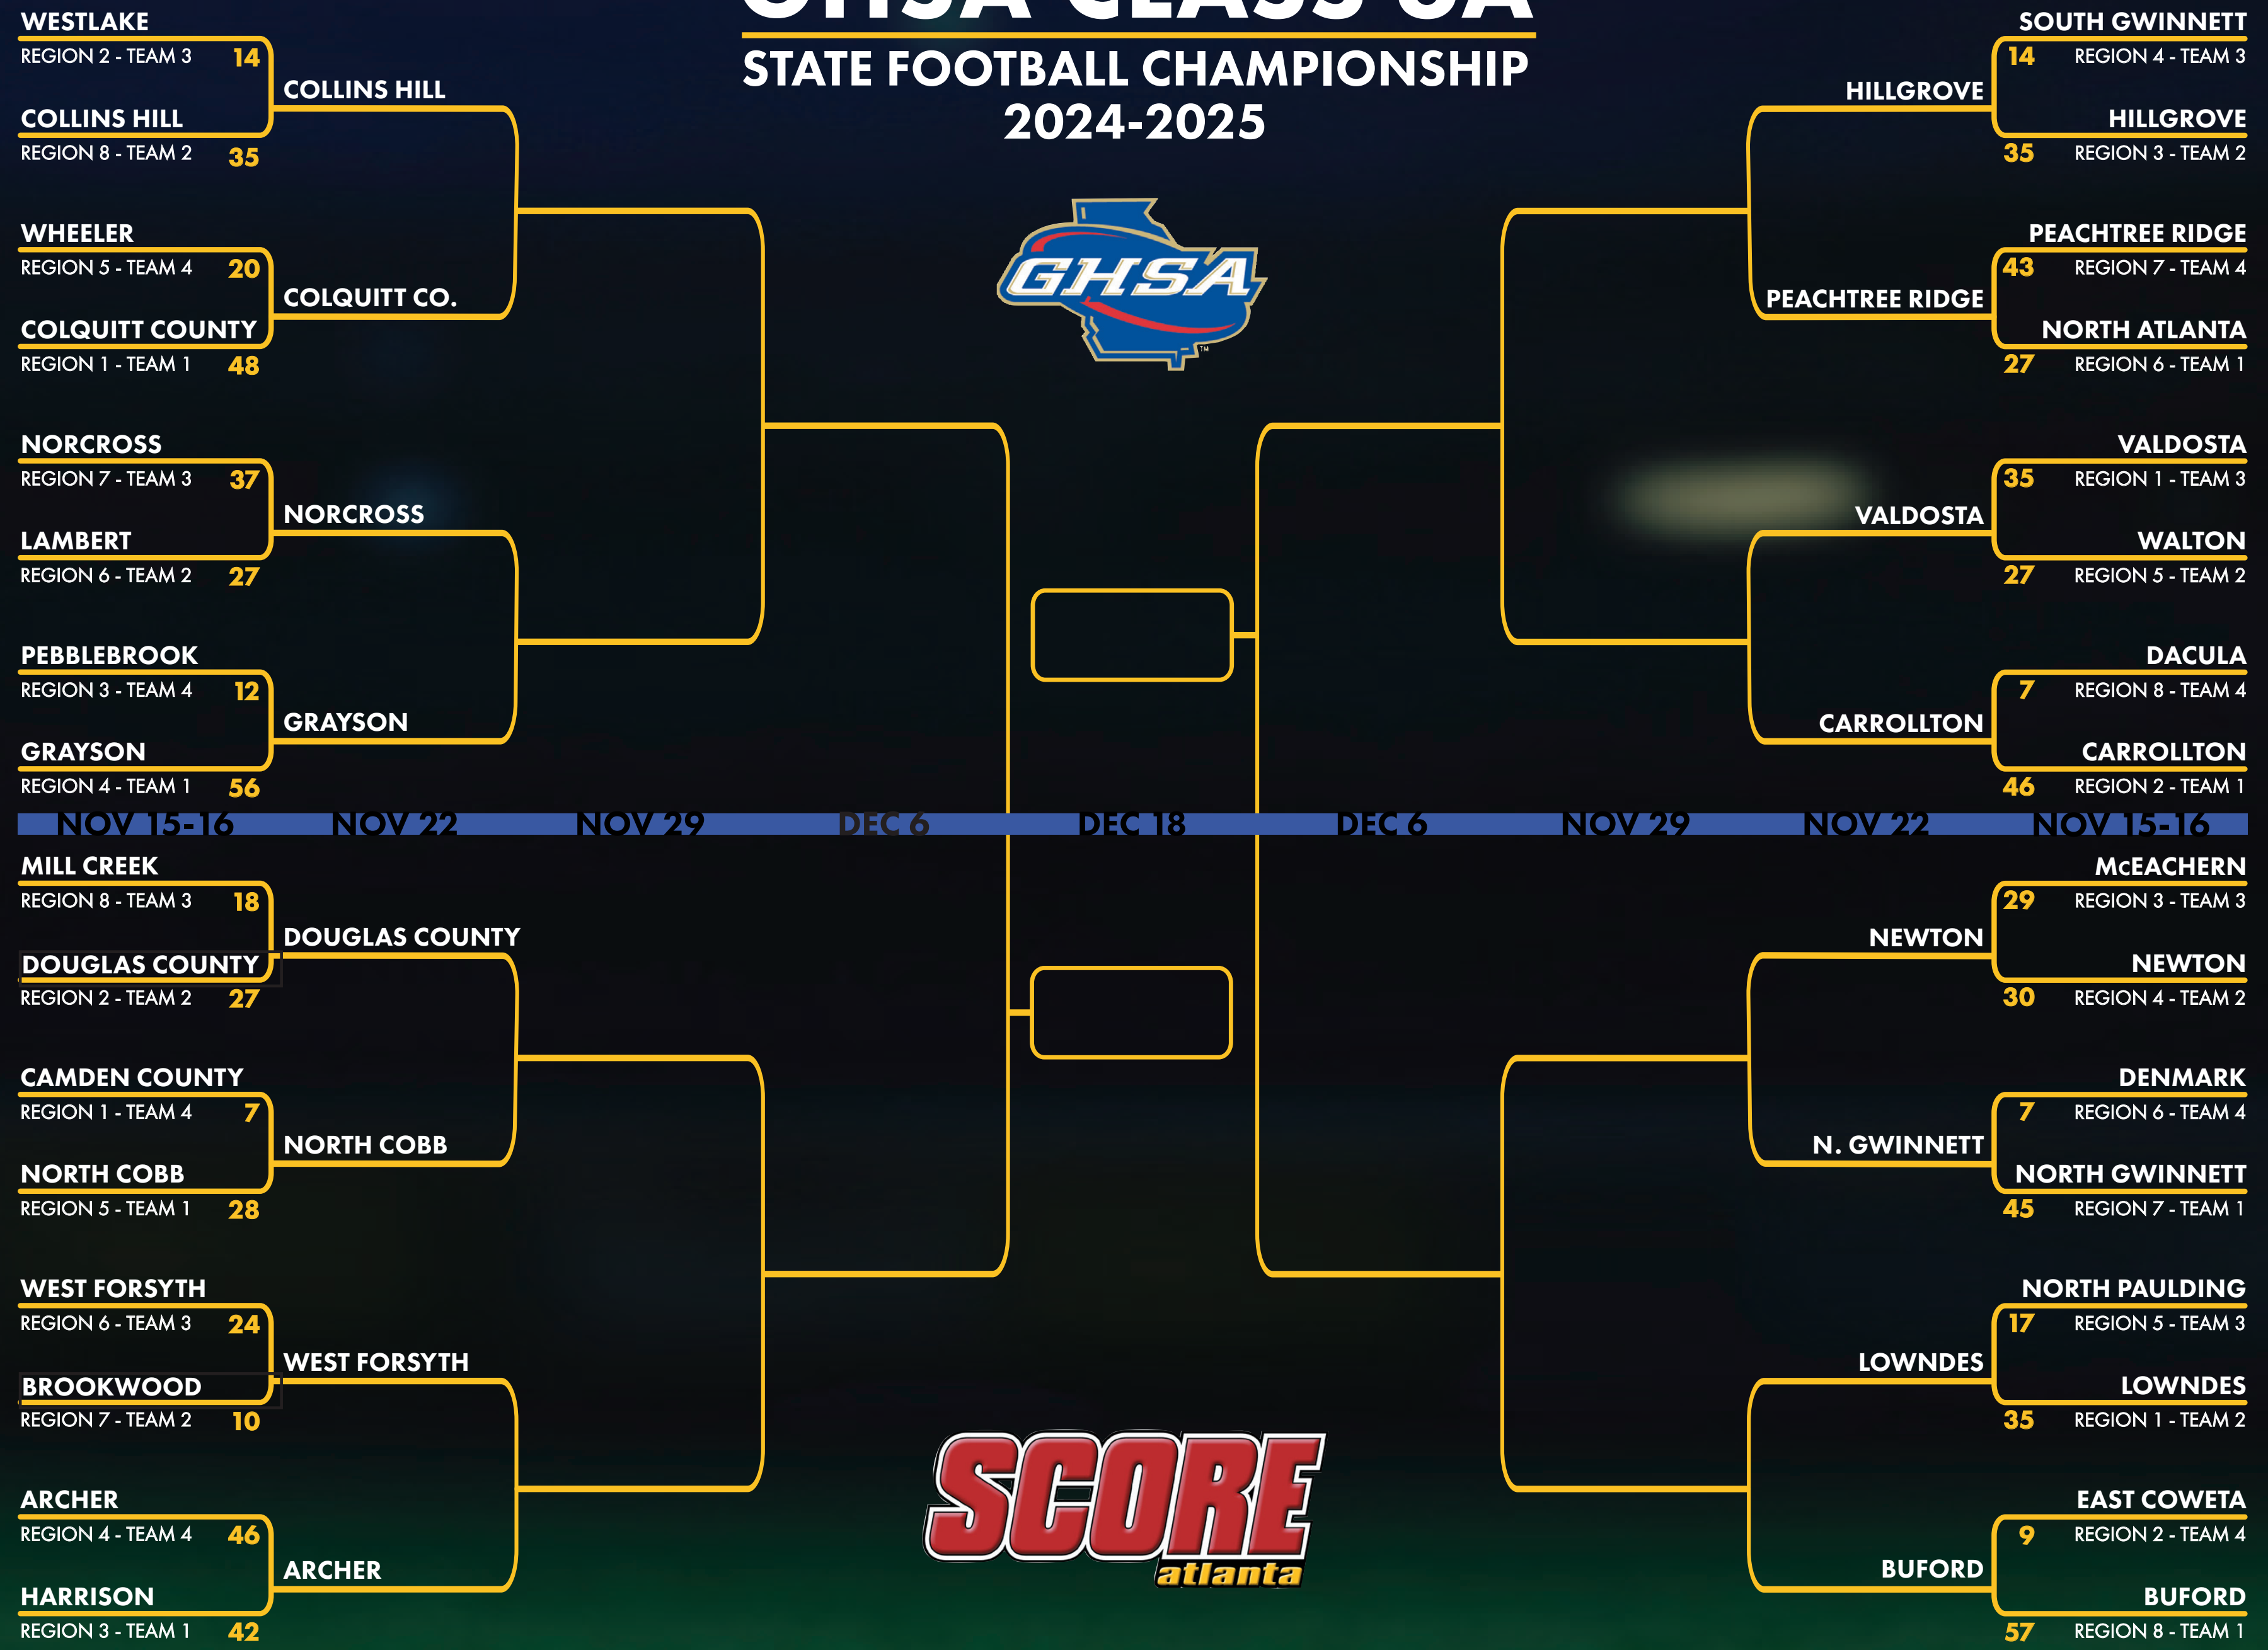 GHSA CLASS
STATE FOOTBALL CHAMPIONSHIP
2024-2025
WESTLAKE
REGION 2 - TEAM 3 14
COLLINS HILL
REGION 8 - TEAM 2 35
COLLINS HILL
WHEELER
REGION 5 - TEAM 4 20
COLQUITT COUNTY
REGION 1 - TEAM 1 48
COLQUITT CO.
NORCROSS
REGION 7 - TEAM 3 37
LAMBERT
REGION 6 - TEAM 2 27
NORCROSS
PEBBLEBROOK
REGION 3 - TEAM 4 12
GRAYSON
REGION 4 - TEAM 1 56
GRAYSON
GHSA
TM
SOUTH GWINNETT
14 REGION 4 - TEAM 3
HILLGROVE
35 REGION 3 - TEAM 2
HILLGROVE
PEACHTREE RIDGE
43 REGION 7 - TEAM 4
NORTH ATLANTA
27 REGION 6 - TEAM 1
PEACHTREE RIDGE
VALDOSTA
35 REGION 1 - TEAM 3
WALTON
27 REGION 5 - TEAM 2
VALDOSTA
DACULA
7 REGION 8 - TEAM 4
CARROLLTON
46 REGION 2 - TEAM 1
CARROLLTON
NOV 15-16 NOV 22 NOV 29 DEC 6 DEC 18 DEC 6 NOV 29 NOV 22 NOV 15-16
MILL CREEK
REGION 8 - TEAM 3 18
DOUGLAS COUNTY
REGION 2 - TEAM 2 27
DOUGLAS COUNTY
CAMDEN COUNTY
REGION 1 - TEAM 4 7
NORTH COBB
REGION 5 - TEAM 1 28
NORTH COBB
WEST FORSYTH
REGION 6 - TEAM 3 24
BROOKWOOD
REGION 7 - TEAM 2 10
WEST FORSYTH
ARCHER
REGION 4 - TEAM 4 46
HARRISON
REGION 3 - TEAM 1 42
ARCHER
SCORE
atlanta
McEACHERN
29 REGION 3 - TEAM 3
NEWTON
30 REGION 4 - TEAM 2
NEWTON
DENMARK
7 REGION 6 - TEAM 4
NORTH GWINNETT
45 REGION 7 - TEAM 1
N. GWINNETT
NORTH PAULDING
17 REGION 5 - TEAM 3
LOWNDES
35 REGION 1 - TEAM 2
LOWNDES
EAST COWETA
9 REGION 2 - TEAM 4
BUFORD
57 REGION 8 - TEAM 1
BUFORD